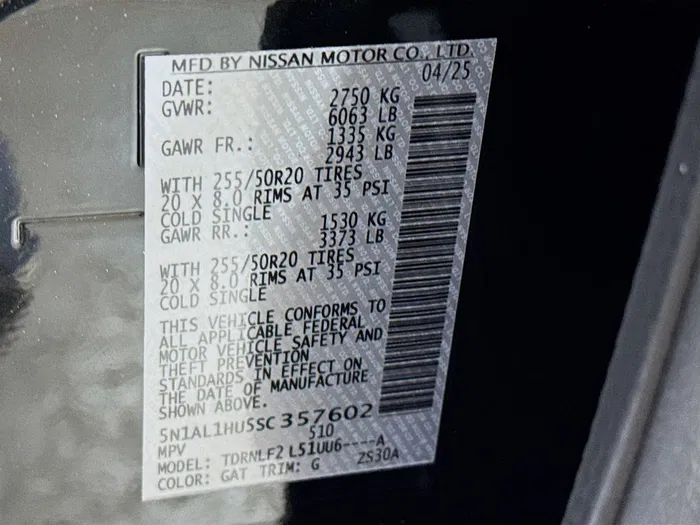 MFD BY NISSAN MOTOR CO., LTD.
DATE: 04/25
GVWR: 2750 KG
6063 LB
GAWR FR.: 1335 KG
2943 LB
WITH 255/50R20 TIRES
20 X 8.0 RIMS AT 35 PSI
COLD SINGLE
GAWR RR.: 1530 KG
3373 LB
WITH 255/50R20 TIRES
20 X 8.0 RIMS AT 35 PSI
COLD SINGLE
THIS VEHICLE CONFORMS TO
ALL APPLICABLE FEDERAL
MOTOR VEHICLE SAFETY AND
THEFT PREVENTION
STANDARDS IN EFFECT ON
THE DATE OF MANUFACTURE
SHOWN ABOVE.
5N1AL1HU5SC357602
MPV 510
MODEL: TDRNLF2 L51UU6----A
COLOR: GAT TRIM: G ZS30A